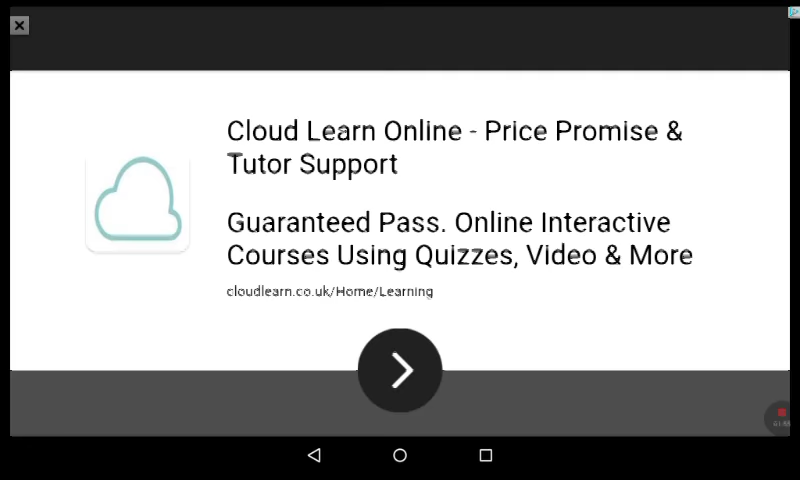 Cloud Learn Online - Price Promise &
Tutor Support
Guaranteed Pass. Online Interactive
Courses Using Quizzes, Video & More
cloudlearn.co.uk/Home/Learning